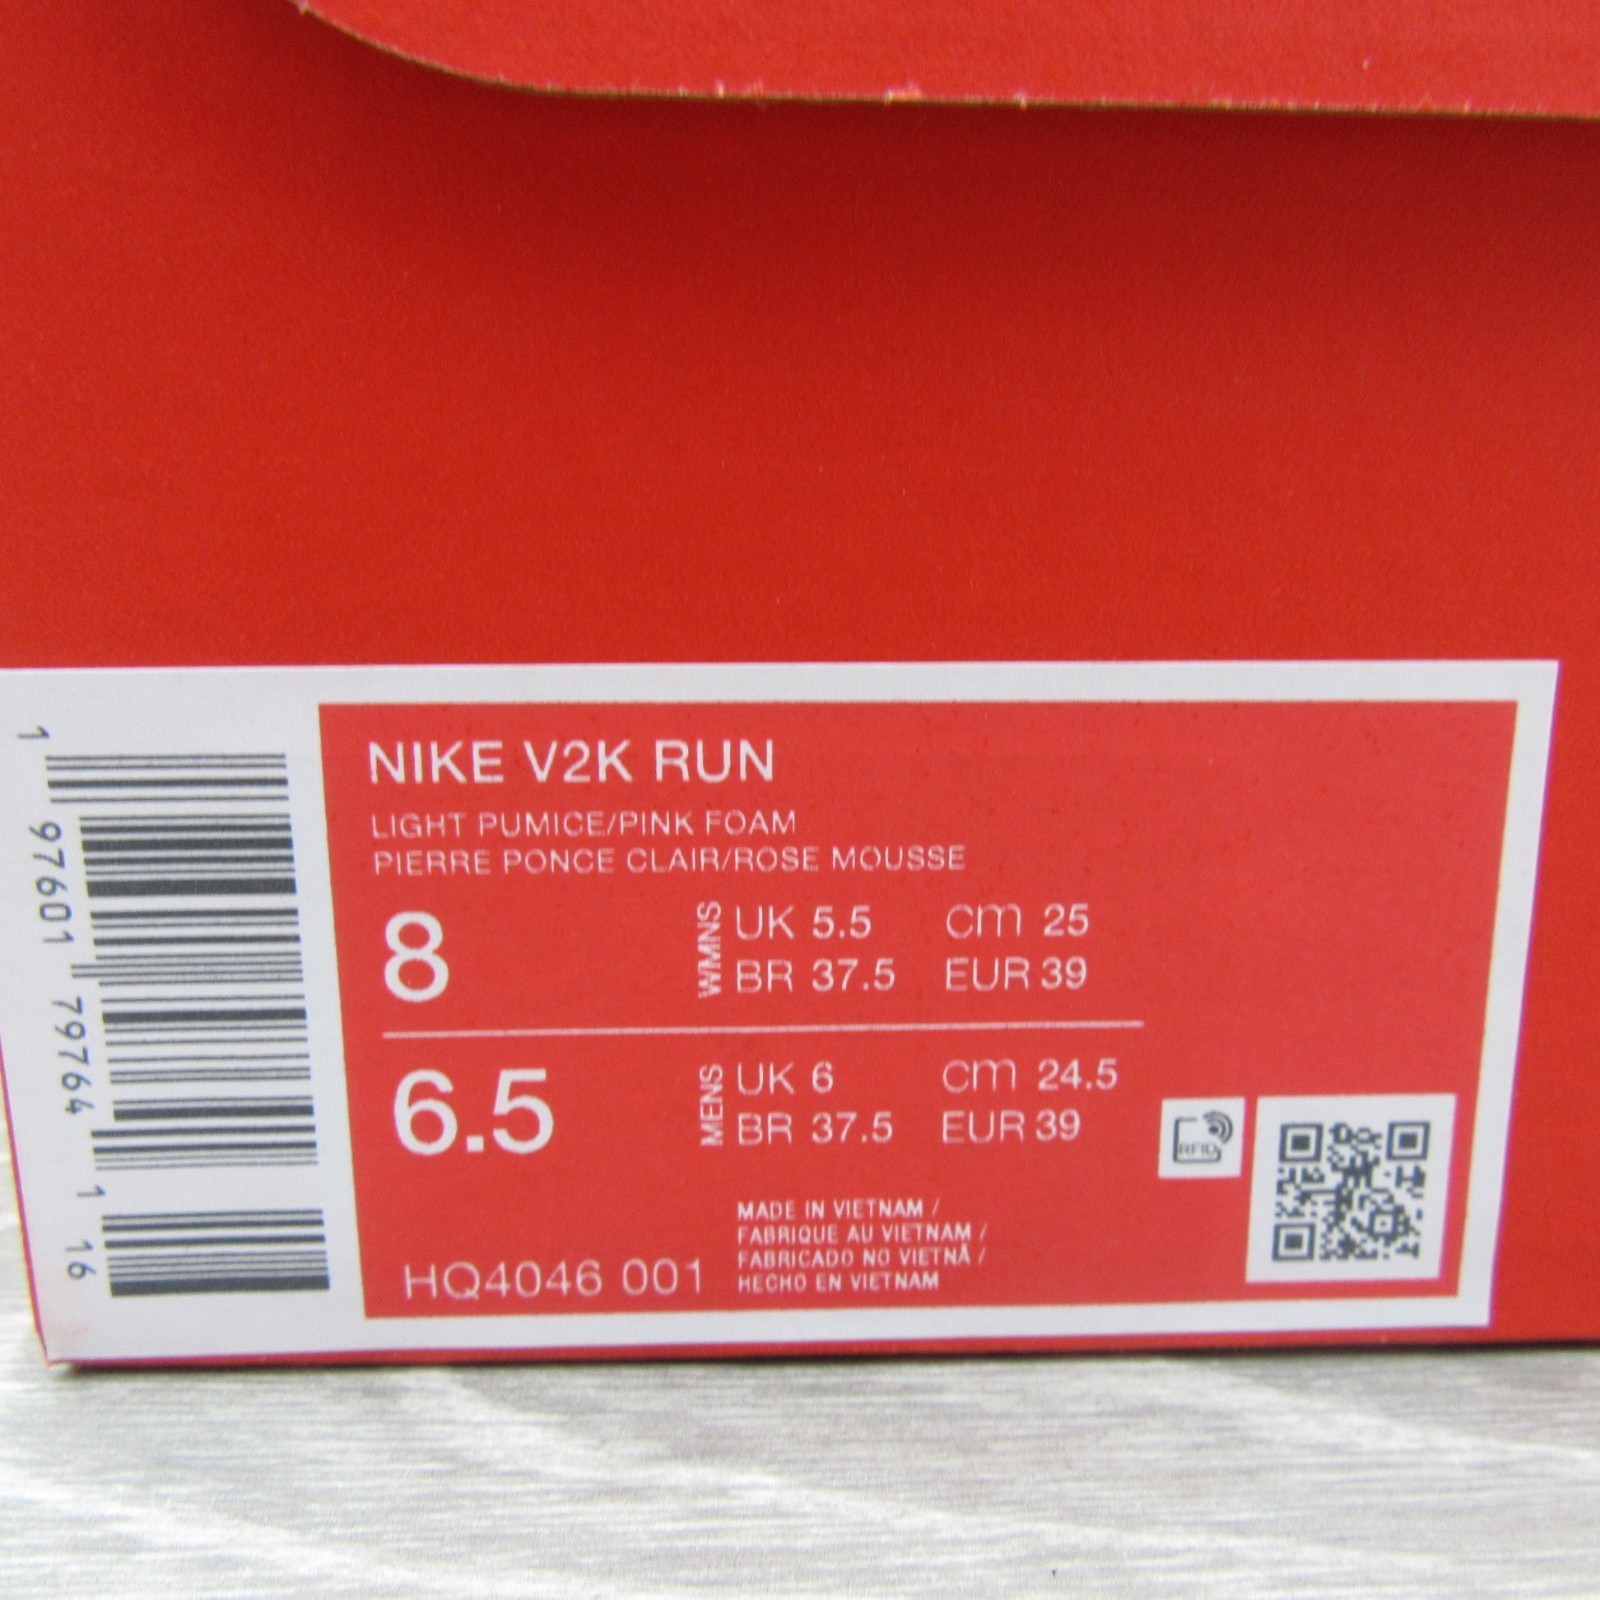 NIKE V2K RUN
LIGHT PUMICE/PINK FOAM
PIERRE PONCE CLAIR/ROSE MOUSSE
8
WMNS
UK 5.5 cm 25
BR 37.5 EUR 39
6.5
MENS
UK 6 cm 24.5
BR 37.5 EUR 39
MADE IN VIETNAM /
FABRIQUE AU VIETNAM /
FABRICADO NO VIETNÃ /
HECHO EN VIETNAM
HQ4046 001
RFID
1 97601 79764 1 16